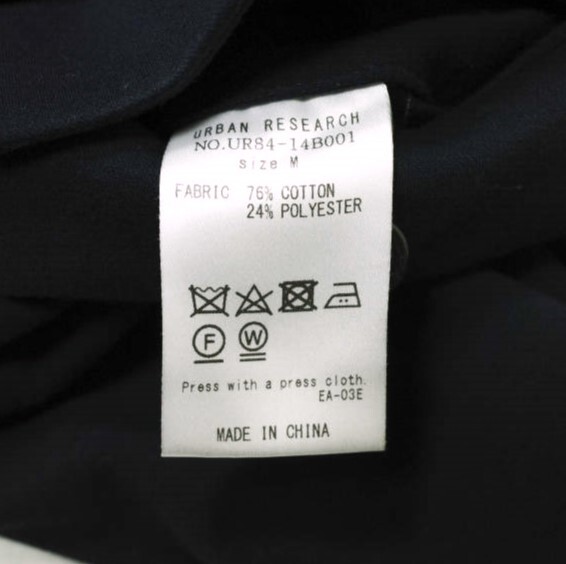 URBAN RESEARCH
NO.UR84-14B001
Size M
FABRIC 76% COTTON
24% POLYESTER
F W
Press with a press cloth.
EA-03E
MADE IN CHINA